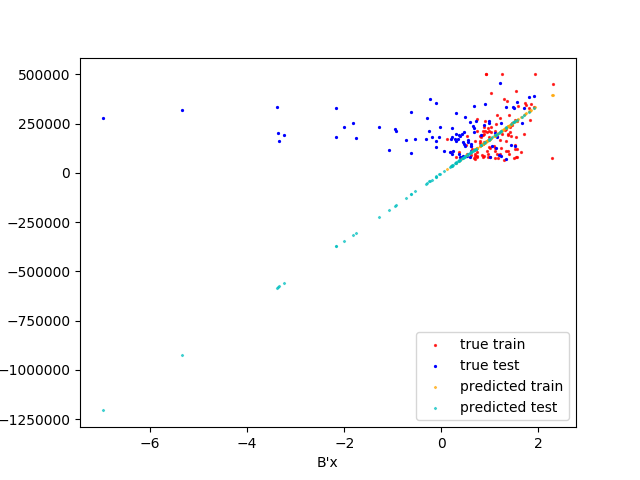 500000
250000
0
−250000
−500000
−750000
−1000000
−1250000
−6
−4
−2
0
2
B'x
true train
true test
predicted train
predicted test